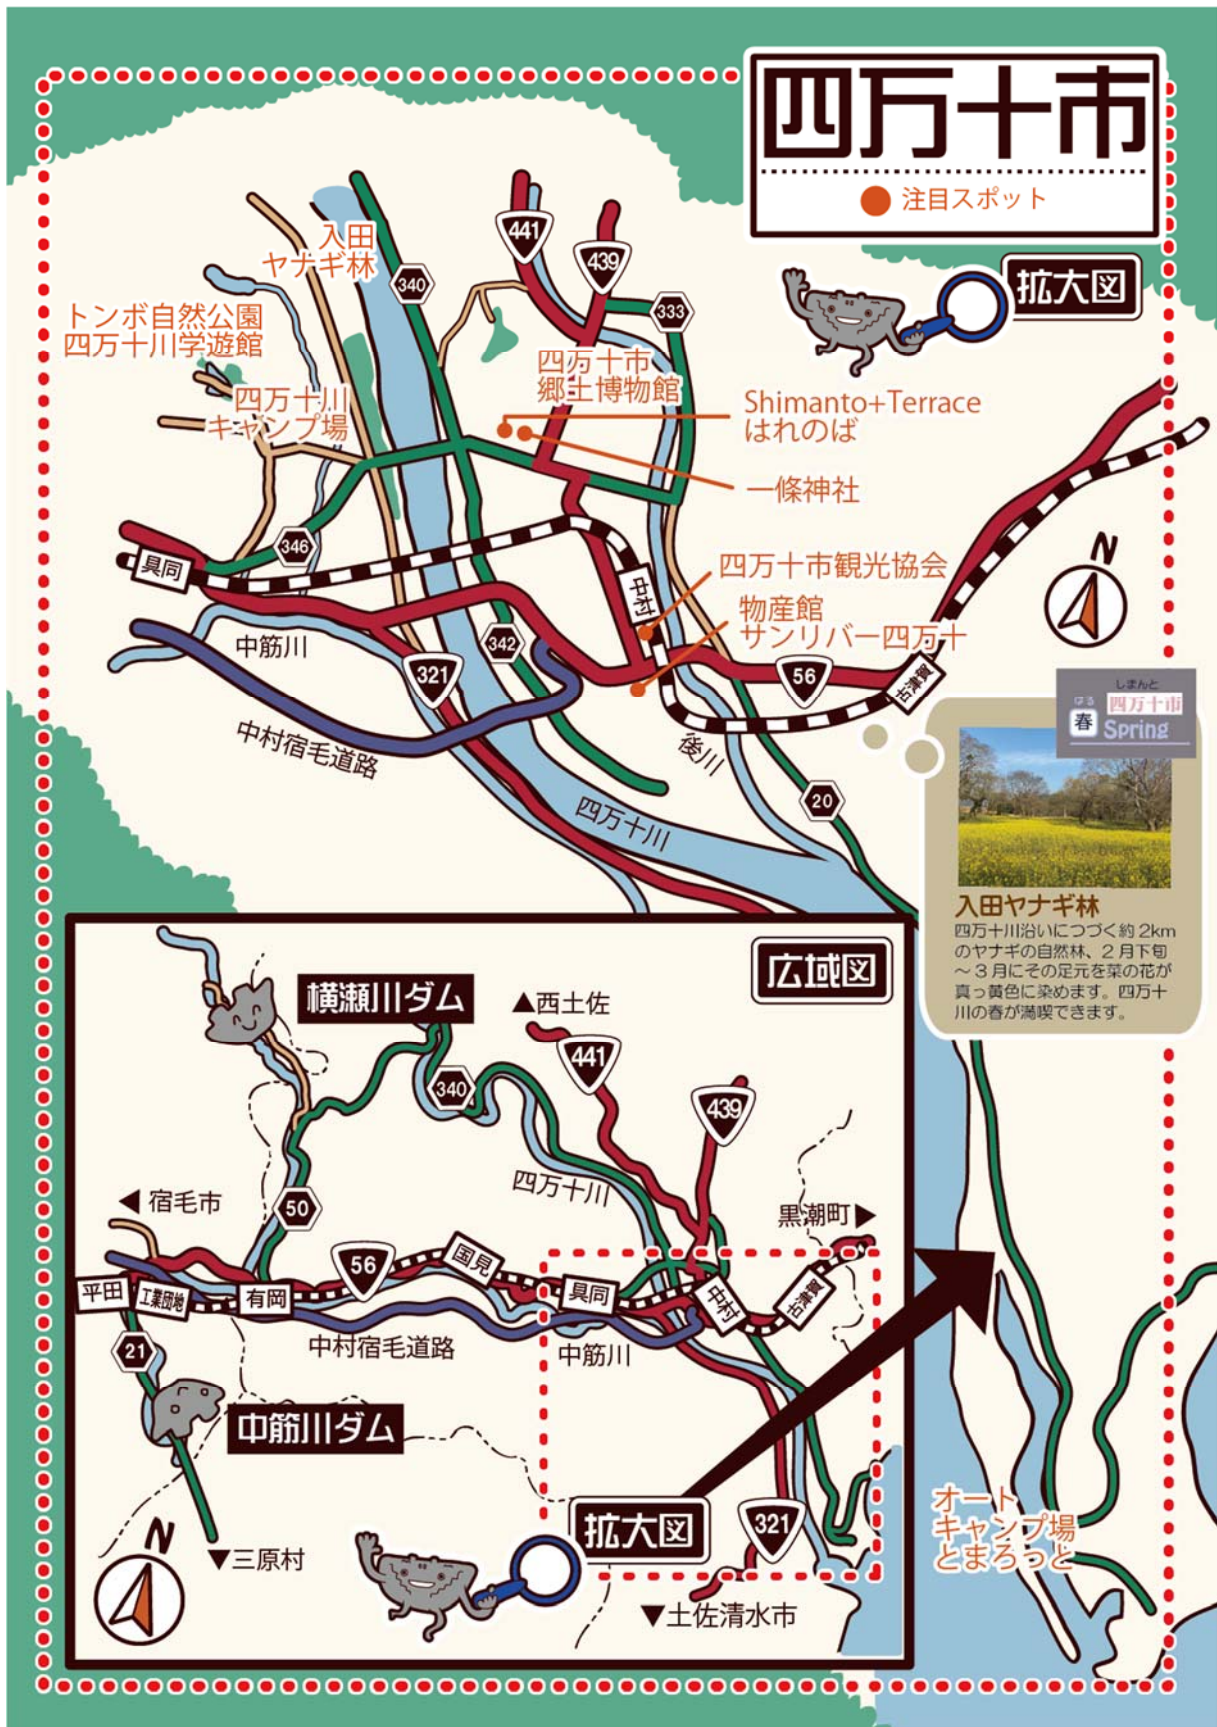 四万十市
注目スポット
拡大図
441
439
340
333
入田
ヤナギ林
トンボ自然公園
四万十川学遊館
四万十川
キャンプ場
四万十市
郷土博物館
Shimanto+Terrace
はれのば
一條神社
346
具同
中村
四万十市観光協会
物産館
サンリバー四万十
N
中筋川
342
321
56
古津賀
中村宿毛道路
後川
四万十川
20
しまんと
四万十市
はる
春
Spring
入田ヤナギ林
四万十川沿いにつづく約2km
のヤナギの自然林、2月下旬
～3月にその足元を菜の花が
真っ黄色に染めます。四万十
川の春が満喫できます。
広域図
横瀬川ダム
▲西土佐
441
340
439
四万十川
◀宿毛市
50
黒潮町▶
56
国見
平田
工業団地
有岡
具同
中村
古津賀
中村宿毛道路
中筋川
21
中筋川ダム
N
▼三原村
拡大図
321
▼土佐清水市
オート
キャンプ場
とまろっと